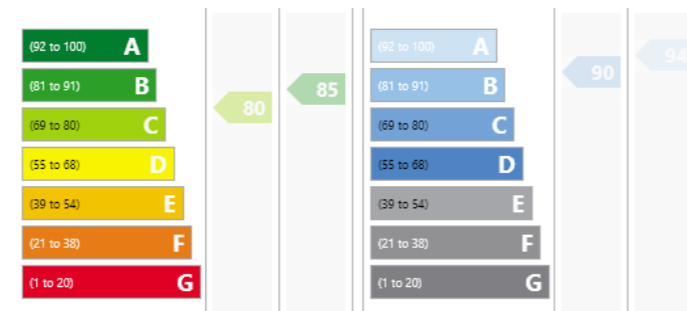 (92 to 100) A
(81 to 91) B
(69 to 80) C
(55 to 68) D
(39 to 54) E
(21 to 38) F
(1 to 20) G
80
85
(92 to 100) A
(81 to 91) B
(69 to 80) C
(55 to 68) D
(39 to 54) E
(21 to 38) F
(1 to 20) G
90
94